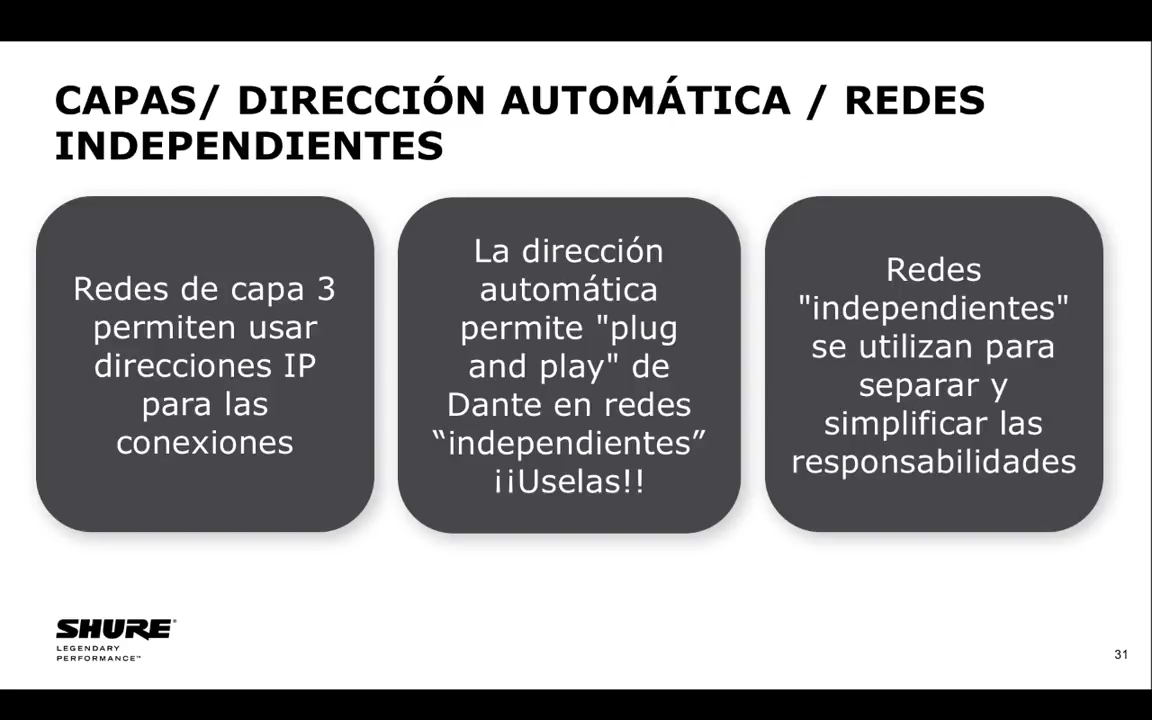 CAPAS/ DIRECCIÓN AUTOMÁTICA / REDES
INDEPENDIENTES
Redes de capa 3
permiten usar
direcciones IP
para las
conexiones
La dirección
automática
permite "plug
and play" de
Dante en redes
“independientes”
¡¡Uselas!!
Redes
"independientes"
se utilizan para
separar y
simplificar las
responsabilidades
SHURE®
LEGENDARY
PERFORMANCE™
31